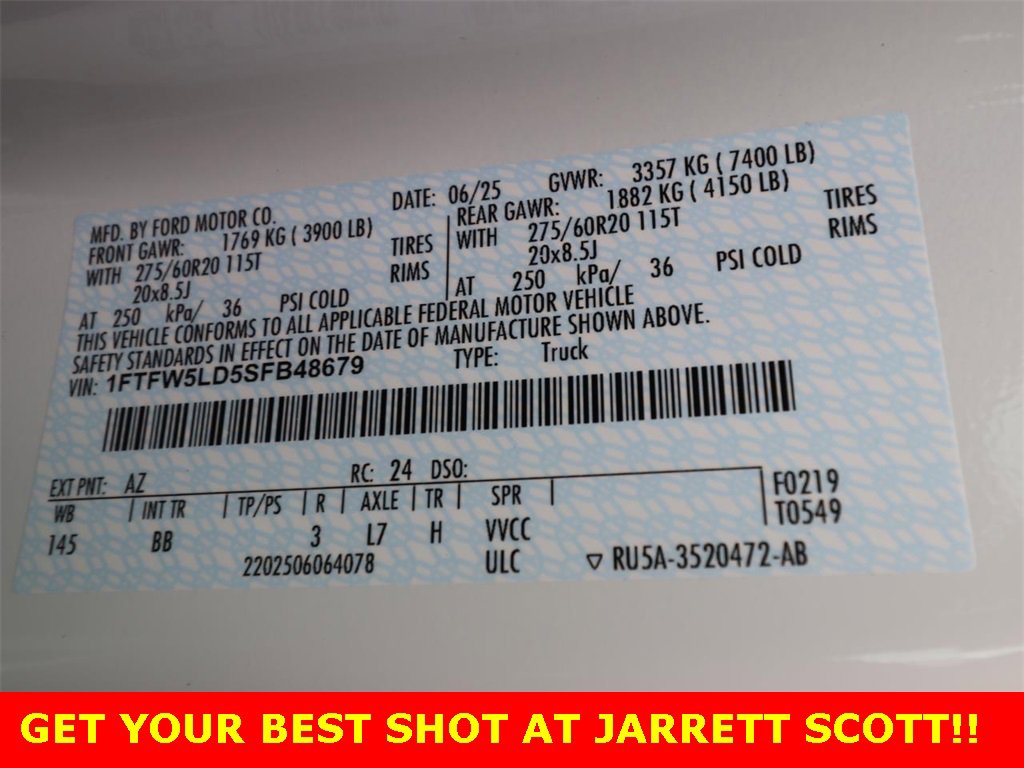 MFD. BY FORD MOTOR CO. DATE: 06/25 GVWR: 3357 KG ( 7400 LB)
FRONT GAWR: 1769 KG ( 3900 LB) REAR GAWR: 1882 KG ( 4150 LB)
WITH 275/60R20 115T TIRES WITH 275/60R20 115T TIRES
20x8.5J RIMS 20x8.5J RIMS
AT 250 kPa/ 36 PSI COLD AT 250 kPa/ 36 PSI COLD
THIS VEHICLE CONFORMS TO ALL APPLICABLE FEDERAL MOTOR VEHICLE
SAFETY STANDARDS IN EFFECT ON THE DATE OF MANUFACTURE SHOWN ABOVE.
VIN: 1FTFW5LD5SFB48679 TYPE: Truck
EXT PNT: AZ RC: 24 DSO:
WB INT TR TP/PS R AXLE TR SPR F0219
T0549
145 BB 3 L7 H VVCC
2202506064078 ULC RU5A-3520472-AB
GET YOUR BEST SHOT AT JARRETT SCOTT!!